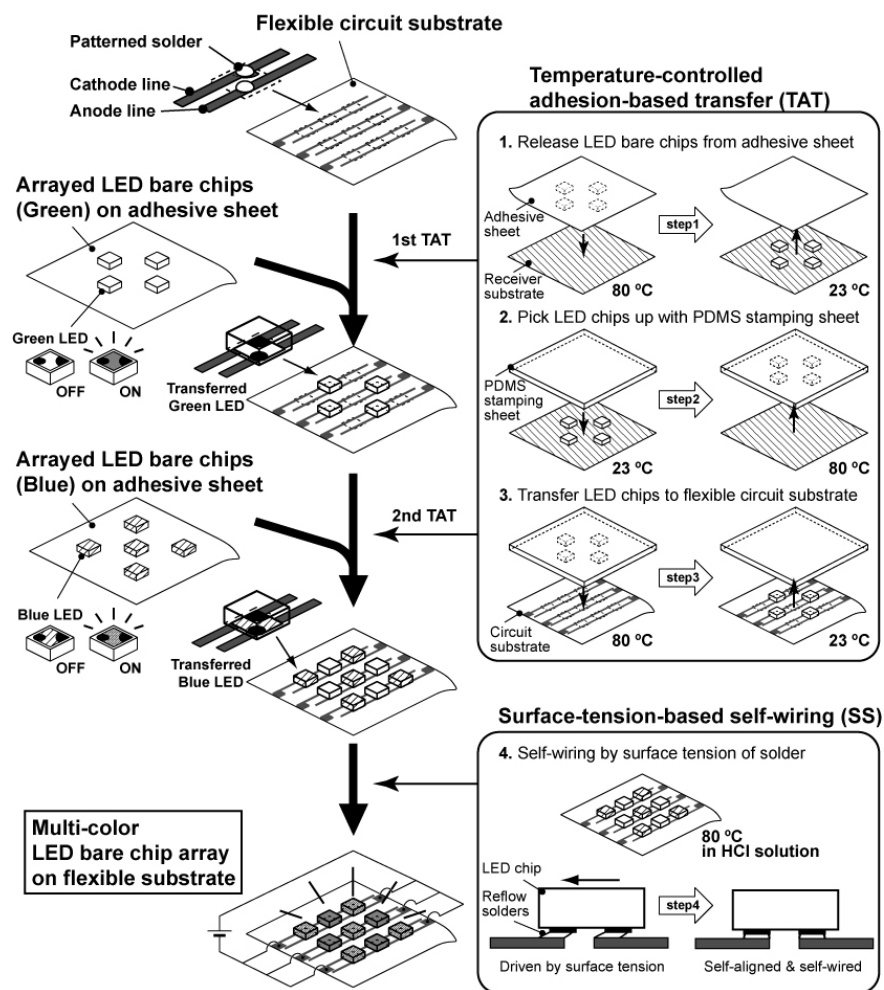 Flexible circuit substrate
Patterned solder
Cathode line
Anode line
Arrayed LED bare chips
(Green) on adhesive sheet
1st TAT
Green LED
OFF
ON
Transferred
Green LED
Arrayed LED bare chips
(Blue) on adhesive sheet
2nd TAT
Blue LED
OFF
ON
Transferred
Blue LED
Multi-color
LED bare chip array
on flexible substrate
Temperature-controlled
adhesion-based transfer (TAT)
1. Release LED bare chips from adhesive sheet
Adhesive
sheet
step1
Receiver
substrate
80 ºC
23 ºC
2. Pick LED chips up with PDMS stamping sheet
PDMS
stamping
sheet
step2
23 ºC
80 ºC
3. Transfer LED chips to flexible circuit substrate
step3
Circuit
substrate
80 ºC
23 ºC
Surface-tension-based self-wiring (SS)
4. Self-wiring by surface tension of solder
80 ºC
in HCl solution
LED chip
Reflow
solders
step4
Driven by surface tension
Self-aligned & self-wired